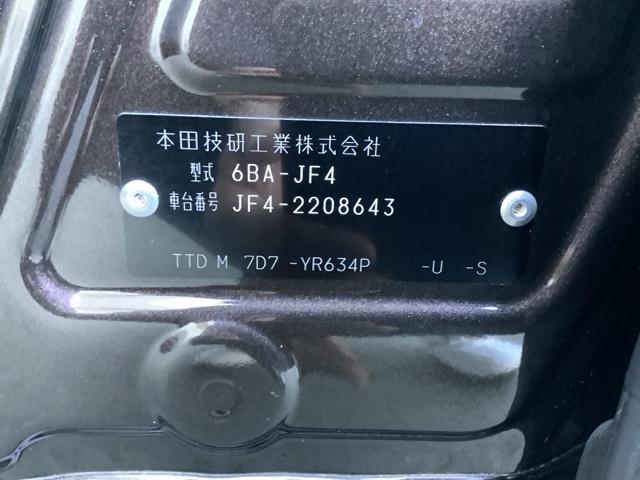 本田技研工業株式会社
型式 6BA-JF4
車台番号 JF4-2208643
TTD M 7D7 -YR634P -U -S